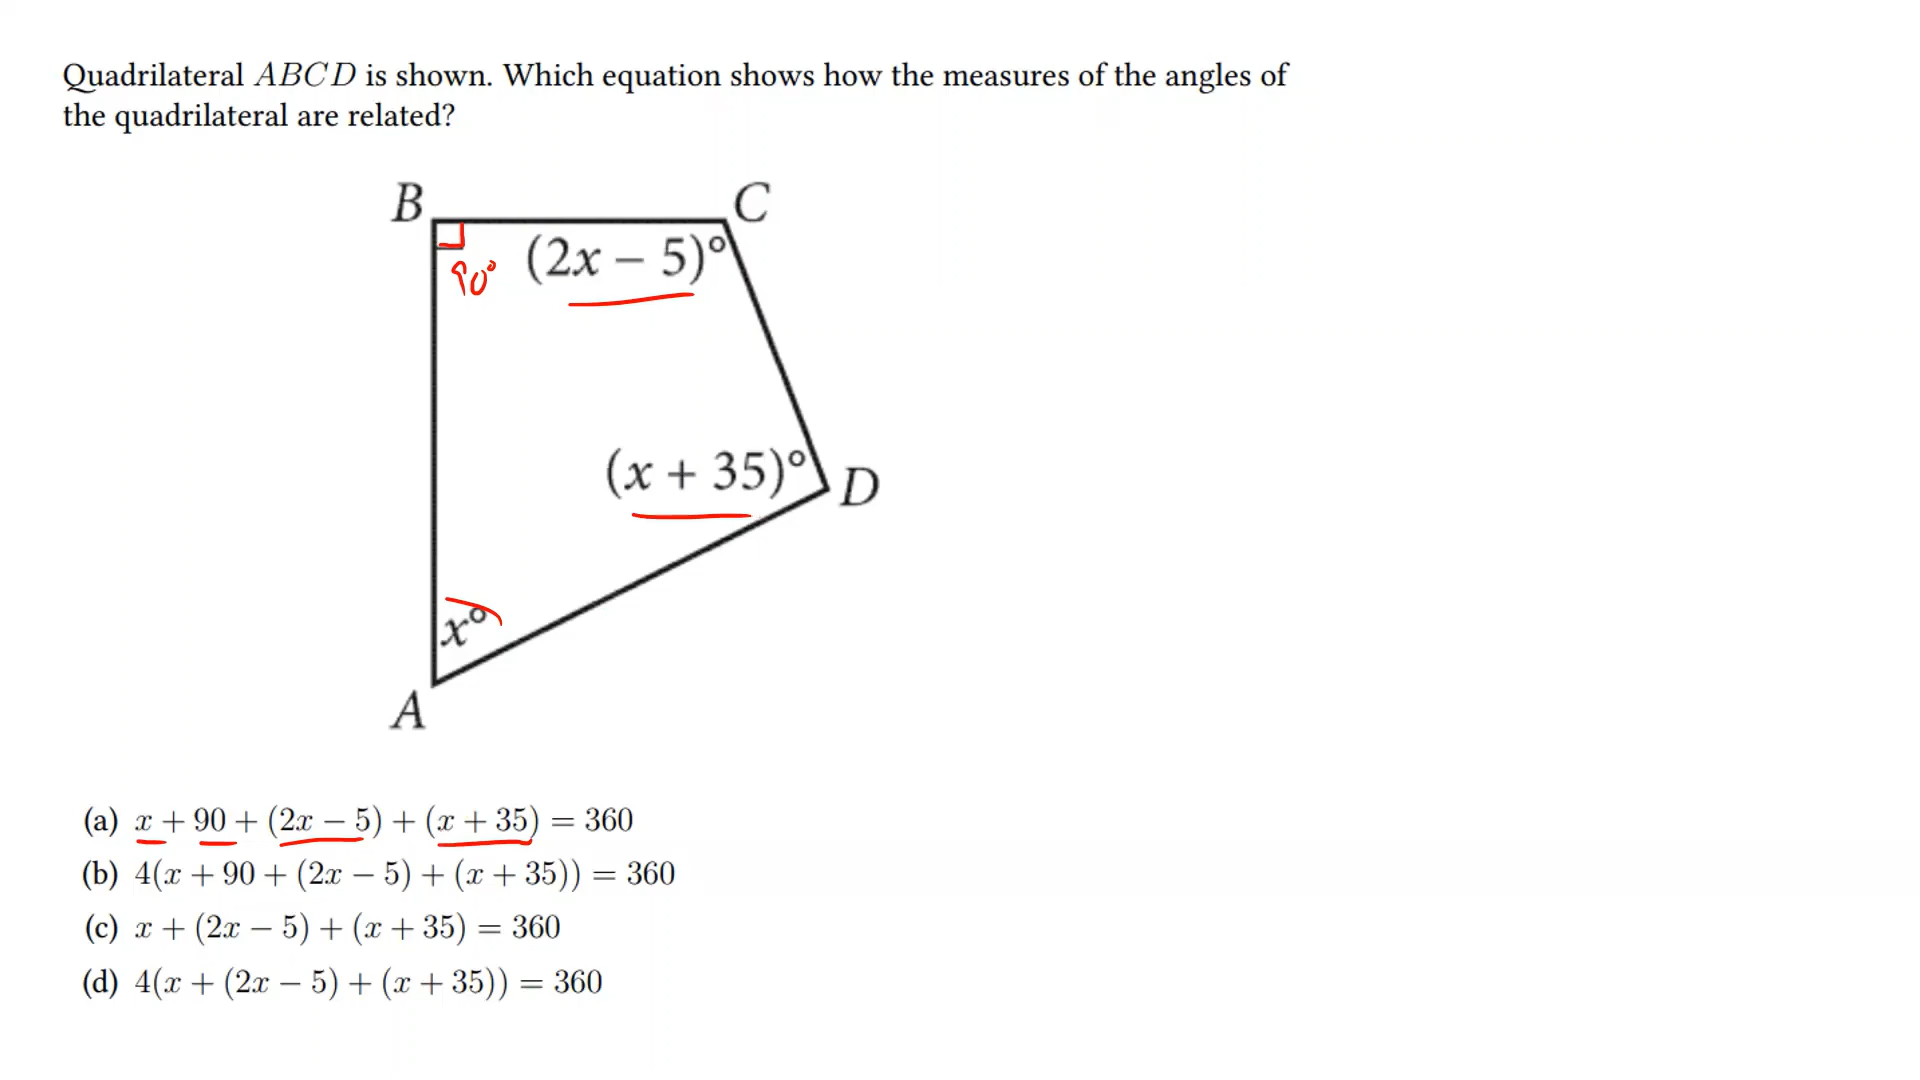 Quadrilateral ABCD is shown. Which equation shows how the measures of the angles of
the quadrilateral are related?
B
C
(2x − 5)°
90°
(x + 35)°
D
x°
A
(a) x + 90 + (2x − 5) + (x + 35) = 360
(b) 4(x + 90 + (2x − 5) + (x + 35)) = 360
(c) x + (2x − 5) + (x + 35) = 360
(d) 4(x + (2x − 5) + (x + 35)) = 360